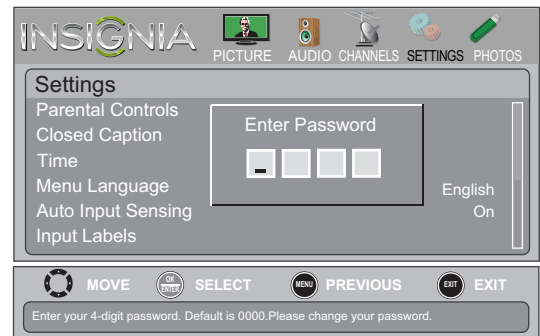 INSIGNIA
PICTURE AUDIO CHANNELS SETTINGS PHOTOS
Settings
Parental Controls
Closed Caption
Time
Menu Language English
Auto Input Sensing On
Input Labels
Enter Password
MOVE OK ENTER SELECT MENU PREVIOUS EXIT EXIT
Enter your 4-digit password. Default is 0000.Please change your password.